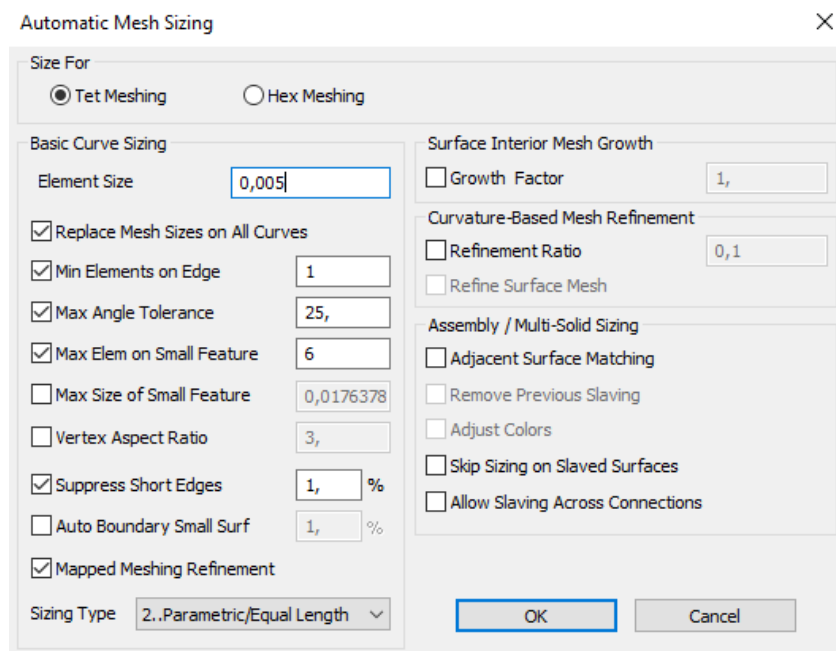 Automatic Mesh Sizing
Size For
Tet Meshing
Hex Meshing
Basic Curve Sizing
Element Size 0,005
Replace Mesh Sizes on All Curves
Min Elements on Edge 1
Max Angle Tolerance 25,
Max Elem on Small Feature 6
Max Size of Small Feature 0,0176378
Vertex Aspect Ratio 3,
Suppress Short Edges 1, %
Auto Boundary Small Surf 1, %
Mapped Meshing Refinement
Sizing Type 2..Parametric/Equal Length
Surface Interior Mesh Growth
Growth Factor 1,
Curvature-Based Mesh Refinement
Refinement Ratio 0,1
Refine Surface Mesh
Assembly / Multi-Solid Sizing
Adjacent Surface Matching
Remove Previous Slaving
Adjust Colors
Skip Sizing on Slaved Surfaces
Allow Slaving Across Connections
OK
Cancel